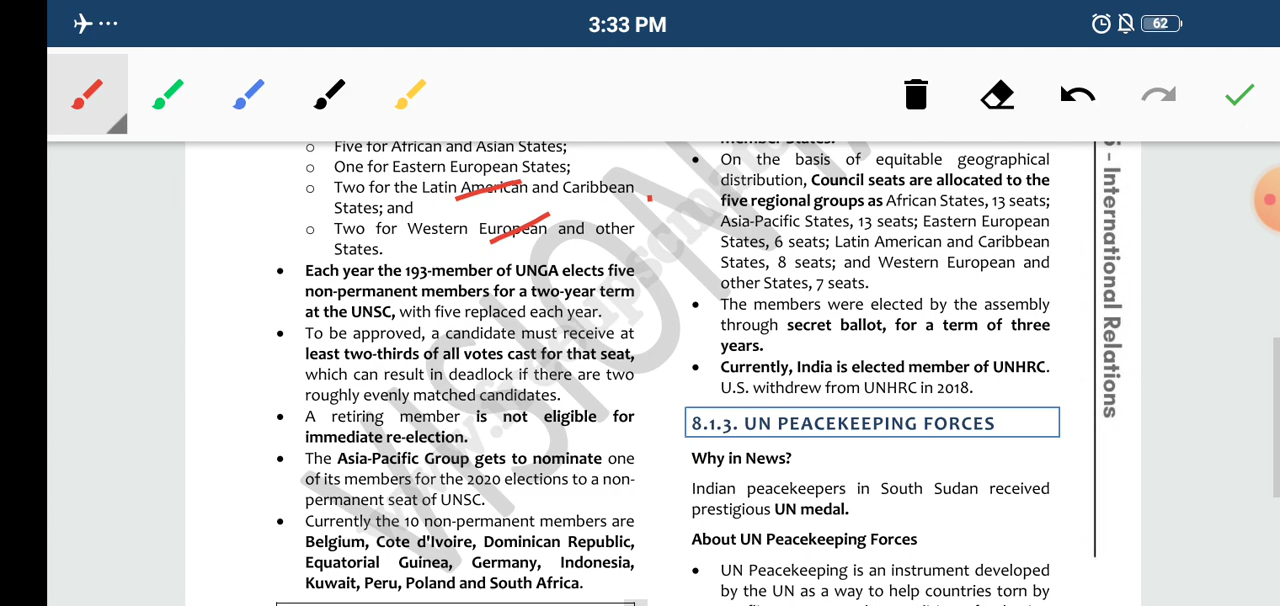 3:33 PM
62
o Five for African and Asian States;
o One for Eastern European States;
o Two for the Latin American and Caribbean
States; and
o Two for Western European and other
States.
• Each year the 193-member of UNGA elects five
non-permanent members for a two-year term
at the UNSC, with five replaced each year.
• To be approved, a candidate must receive at
least two-thirds of all votes cast for that seat,
which can result in deadlock if there are two
roughly evenly matched candidates.
• A retiring member is not eligible for
immediate re-election.
• The Asia-Pacific Group gets to nominate one
of its members for the 2020 elections to a non-
permanent seat of UNSC.
• Currently the 10 non-permanent members are
Belgium, Cote d'Ivoire, Dominican Republic,
Equatorial Guinea, Germany, Indonesia,
Kuwait, Peru, Poland and South Africa.
Member States.
• On the basis of equitable geographical
distribution, Council seats are allocated to the
five regional groups as African States, 13 seats;
Asia-Pacific States, 13 seats; Eastern European
States, 6 seats; Latin American and Caribbean
States, 8 seats; and Western European and
other States, 7 seats.
• The members were elected by the assembly
through secret ballot, for a term of three
years.
• Currently, India is elected member of UNHRC.
U.S. withdrew from UNHRC in 2018.
8.1.3. UN PEACEKEEPING FORCES
Why in News?
Indian peacekeepers in South Sudan received
prestigious UN medal.
About UN Peacekeeping Forces
• UN Peacekeeping is an instrument developed
by the UN as a way to help countries torn by
- International Relations
VISION